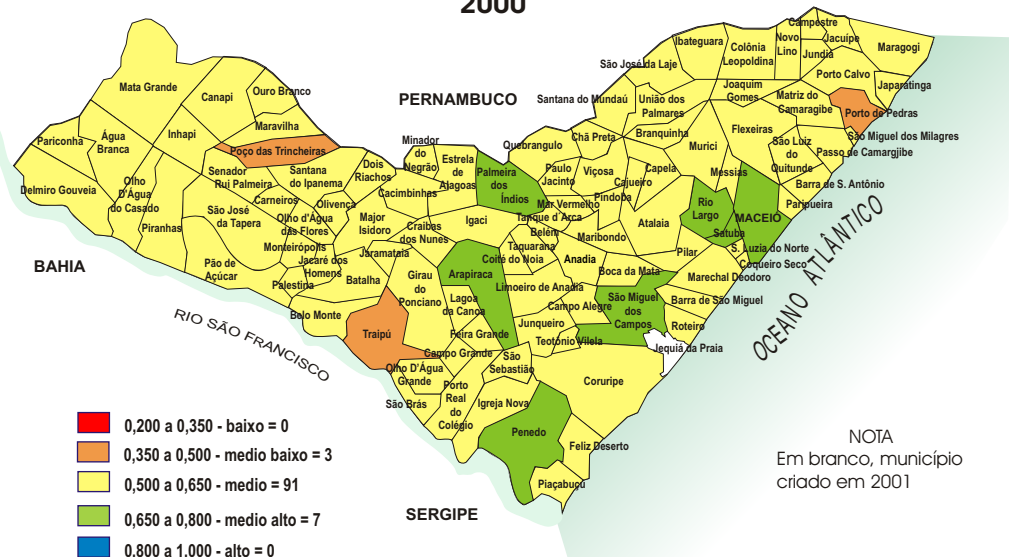 2000
Campestre
Ibateguara
Colônia
Leopoldina
Novo
Lino
Jacuípe
Jundiá
Maragogi
São José da Laje
Porto Calvo
Japaratinga
Mata Grande
Canapi
Ouro Branco
PERNAMBUCO
Santana do Mundaú
União dos
Palmares
Joaquim
Gomes
Matriz do
Camaragibe
Porto de Pedras
Maravilha
Inhapi
Água
Branca
Pariconha
Poço das Trincheiras
Minador
do
Negrão
Estrela
de
Alagoas
Quebrangulo
Chã Preta
Branquinha
Flexeiras
Murici
São Luiz
do
Quitunde
São Miguel dos Milagres
Passo de Camargjibe
Delmiro Gouveia
Olho
D'Água
do Casado
Senador
Rui Palmeira
Santana
do Ipanema
Dois
Riachos
Cacimbinhas
Palmeira
dos
Índios
Paulo
Jacinto
Viçosa
Cajueiro
Capela
Messias
Barra de S. Antônio
Paripueira
Carneiros
Olivença
Mar Vermelho
Pindoba
Rio
Largo
MACEIÓ
Piranhas
São José
da Tapera
Olho d'Água
das Flores
Major
Isidoro
Igaci
Tanque d'Arca
Belém
Atalaia
Satuba
Craíbas
dos Nunes
Maribondo
Monteirópolis
Jaramataia
Taquarana
Coité do Noia
Anadia
Pilar
S. Luzia do Norte
Coqueiro Seco
BAHIA
Pão de
Açúcar
Jacaré dos
Homens
Palestina
Batalha
Girau
do
Ponciano
Arapiraca
Limoeiro de Anadia
Boca da Mata
Marechal Deodoro
Lagoa
da Canoa
Campo Alegre
São Miguel
dos
Campos
Barra de São Miguel
Belo Monte
Traipú
Feira Grande
Junqueiro
Teotônio Vilela
Roteiro
Jequiá da Praia
RIO SÃO FRANCISCO
OCEANO ATLÂNTICO
Campo Grande
Olho D'Água
Grande
São
Sebastião
Coruripe
São Brás
Porto
Real
do
Colégio
Igreja Nova
Penedo
Feliz Deserto
Piaçabuçú
SERGIPE
0,200 a 0,350 - baixo = 0
0,350 a 0,500 - medio baixo = 3
0,500 a 0,650 - medio = 91
0,650 a 0,800 - medio alto = 7
0,800 a 1,000 - alto = 0
NOTA
Em branco, município
criado em 2001